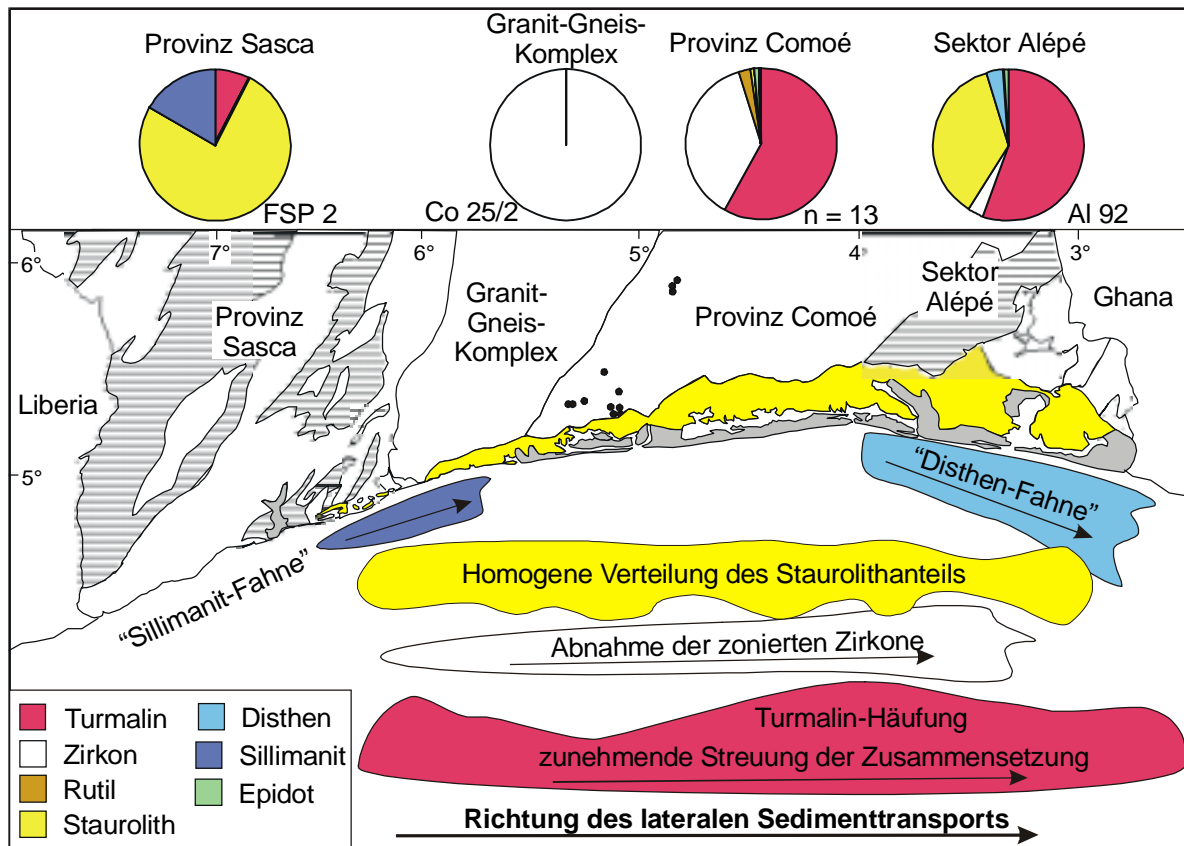 Provinz Sasca
Granit-Gneis-
Komplex
Provinz Comoé
Sektor Alépé
FSP 2
Co 25/2
n = 13
Al 92
7°
6°
5°
4
3°
6°
5°
Liberia
Provinz
Sasca
Granit-
Gneis-
Komplex
Provinz Comoé
Sektor
Alépé
Ghana
"Sillimanit-Fahne"
"Disthen-Fahne"
Homogene Verteilung des Staurolithanteils
Abnahme der zonierten Zirkone
Turmalin-Häufung
zunehmende Streuung der Zusammensetzung
Richtung des lateralen Sedimenttransports
Turmalin
Zirkon
Rutil
Staurolith
Disthen
Sillimanit
Epidot